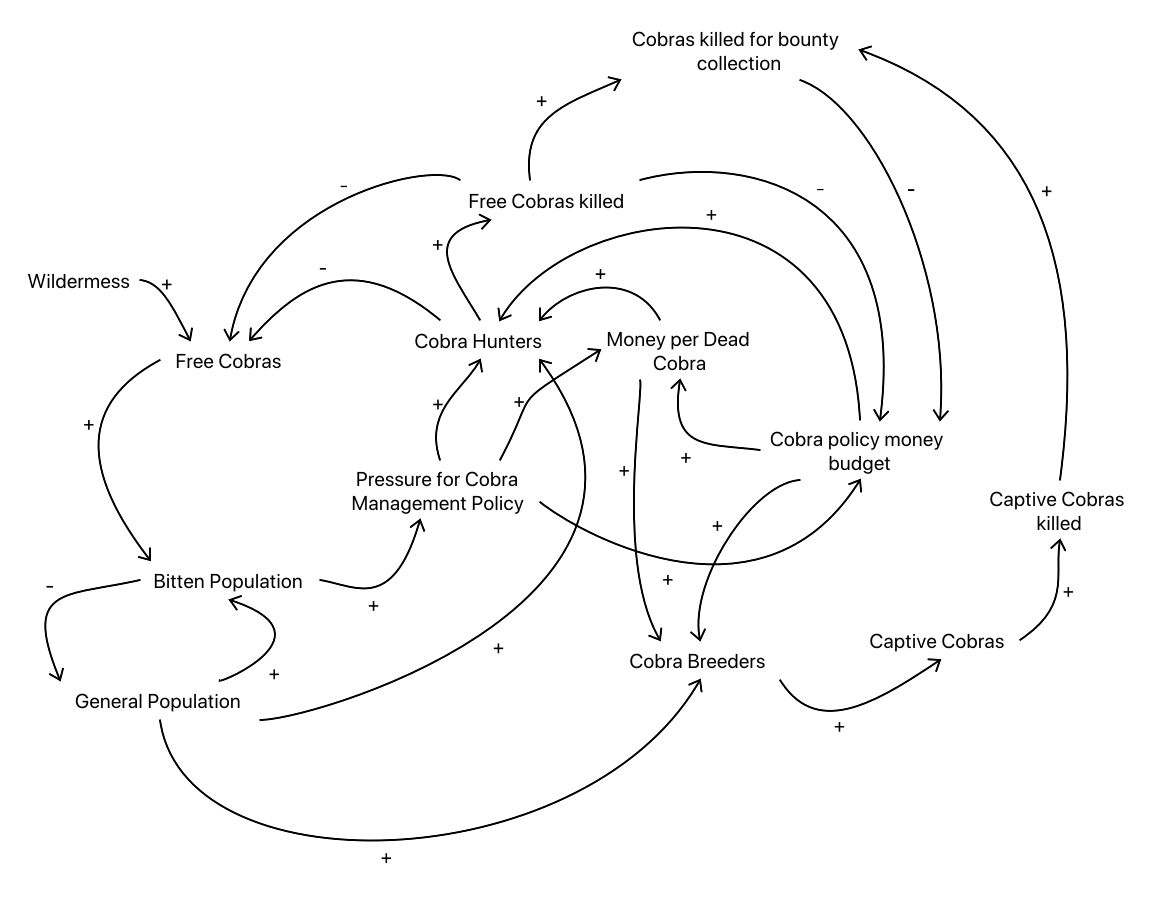 Cobras killed for bounty
collection
+
+
-
Free Cobras killed
-
-
+
+
+
-
+
Wildermess
+
Cobra Hunters
Money per Dead
Cobra
Free Cobras
+
+
+
Cobra policy money
budget
+
+
Pressure for Cobra
Management Policy
Captive Cobras
killed
+
Bitten Population
-
+
+
+
Captive Cobras
+
Cobra Breeders
+
General Population
+
+